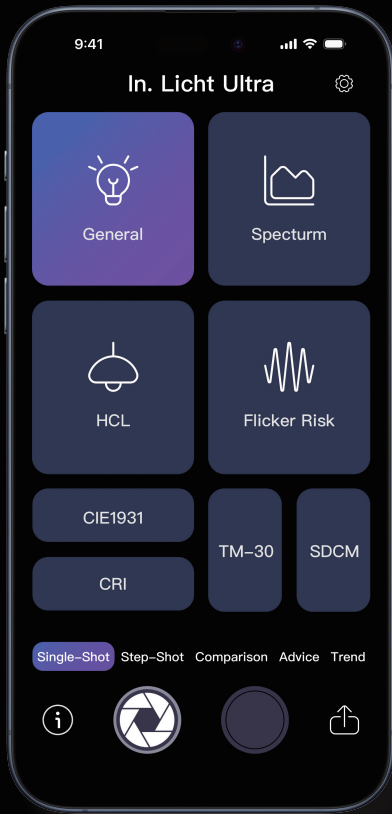 9:41
In. Licht Ultra
General
Specturm
HCL
Flicker Risk
CIE1931
CRI
TM-30
SDCM
Single-Shot Step-Shot Comparison Advice Trend